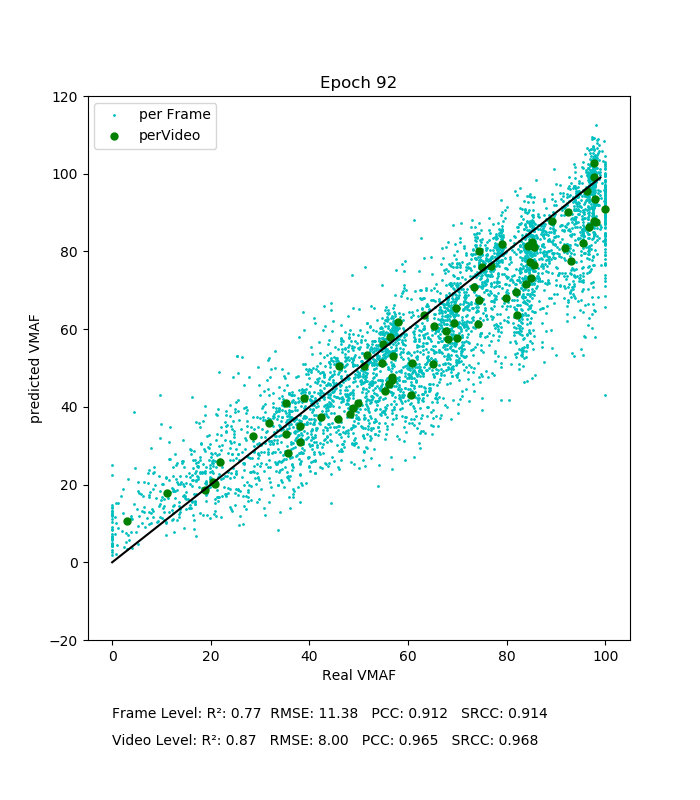 Epoch 92
per Frame
perVideo
120
100
80
60
40
20
0
−20
predicted VMAF
0 20 40 60 80 100
Real VMAF
Frame Level: R²: 0.77 RMSE: 11.38 PCC: 0.912 SRCC: 0.914
Video Level: R²: 0.87 RMSE: 8.00 PCC: 0.965 SRCC: 0.968